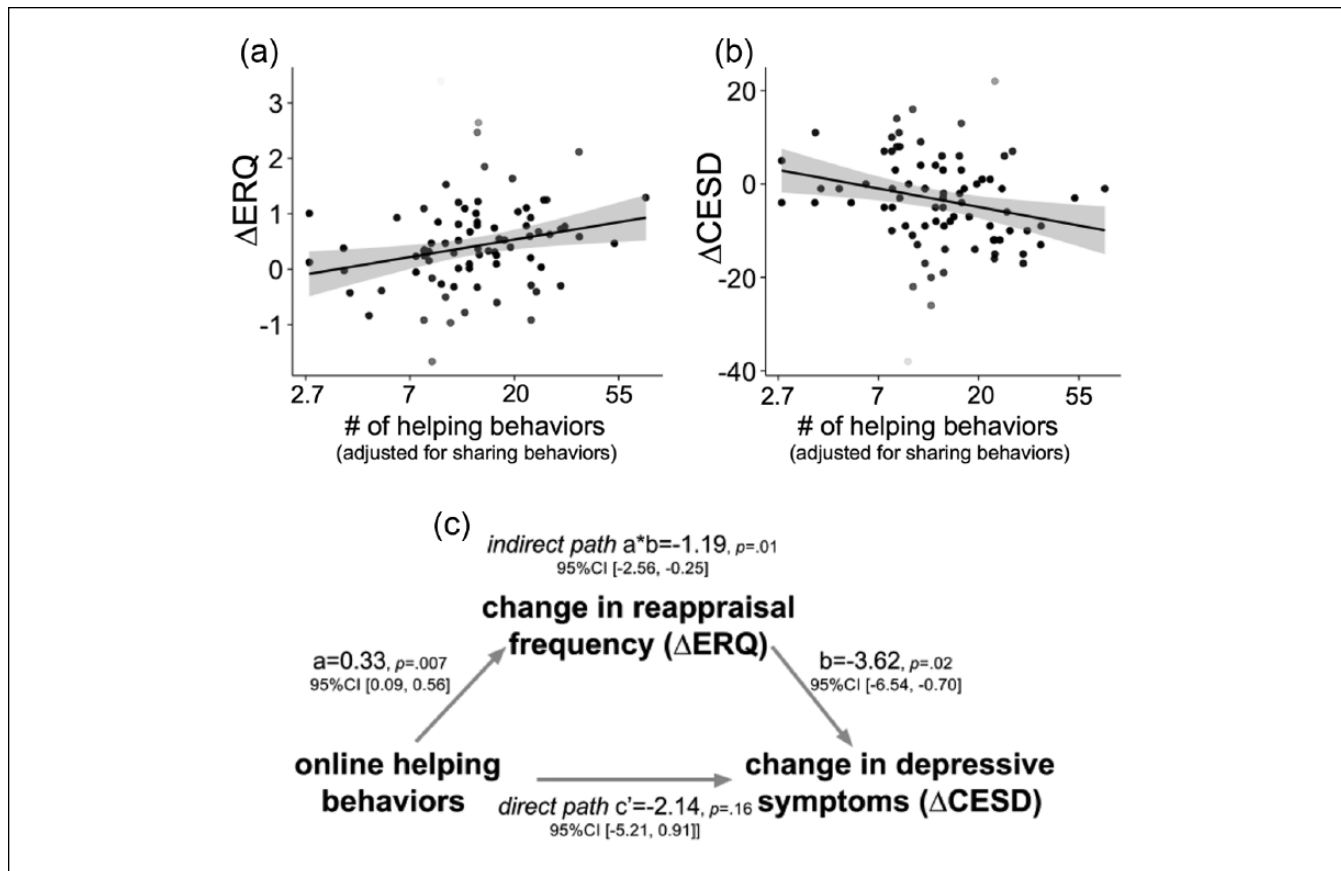 (a)
3
2
1
0
-1
ΔERQ
2.7 7 20 55
# of helping behaviors
(adjusted for sharing behaviors)
(b)
20
0
-20
-40
ΔCESD
2.7 7 20 55
# of helping behaviors
(adjusted for sharing behaviors)
(c)
indirect path a*b=-1.19, p=.01
95%CI [-2.56, -0.25]
change in reappraisal
frequency (ΔERQ)
a=0.33, p=.007
95%CI [0.09, 0.56]
b=-3.62, p=.02
95%CI [-6.54, -0.70]
online helping
behaviors
change in depressive
symptoms (ΔCESD)
direct path c'=-2.14, p=.16
95%CI [-5.21, 0.91]]